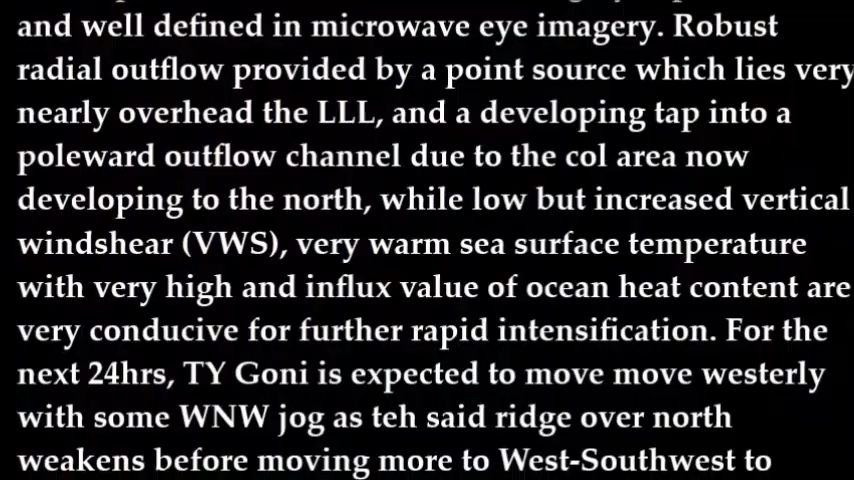 and well defined in microwave eye imagery. Robust
radial outflow provided by a point source which lies very
nearly overhead the LLL, and a developing tap into a
poleward outflow channel due to the col area now
developing to the north, while low but increased vertical
windshear (VWS), very warm sea surface temperature
with very high and influx value of ocean heat content are
very conducive for further rapid intensification. For the
next 24hrs, TY Goni is expected to move move westerly
with some WNW jog as teh said ridge over north
weakens before moving more to West-Southwest to